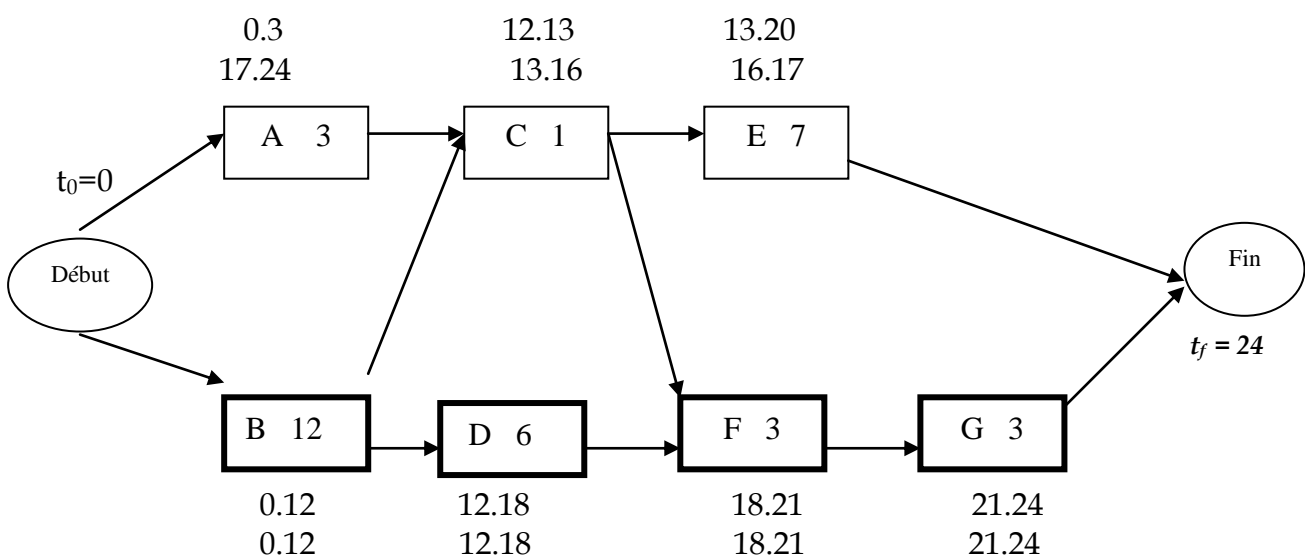 0.3 12.13 13.20
17.24 13.16 16.17
A 3 C 1 E 7
t₀=0
Début
Fin
t_f = 24
B 12 D 6 F 3 G 3
0.12 12.18 18.21 21.24
0.12 12.18 18.21 21.24